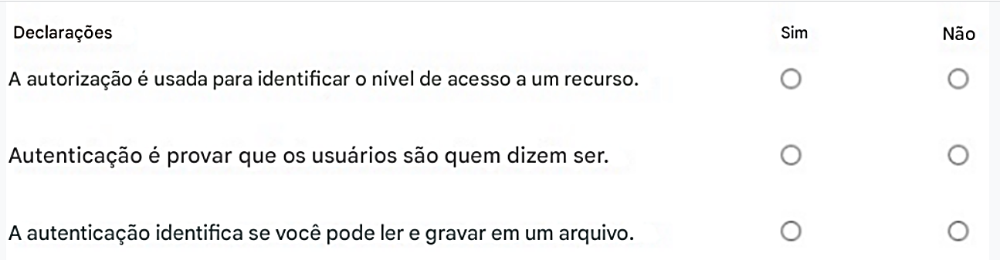 Declarações Sim Não
A autorização é usada para identificar o nível de acesso a um recurso.
Autenticação é provar que os usuários são quem dizem ser.
A autenticação identifica se você pode ler e gravar em um arquivo.